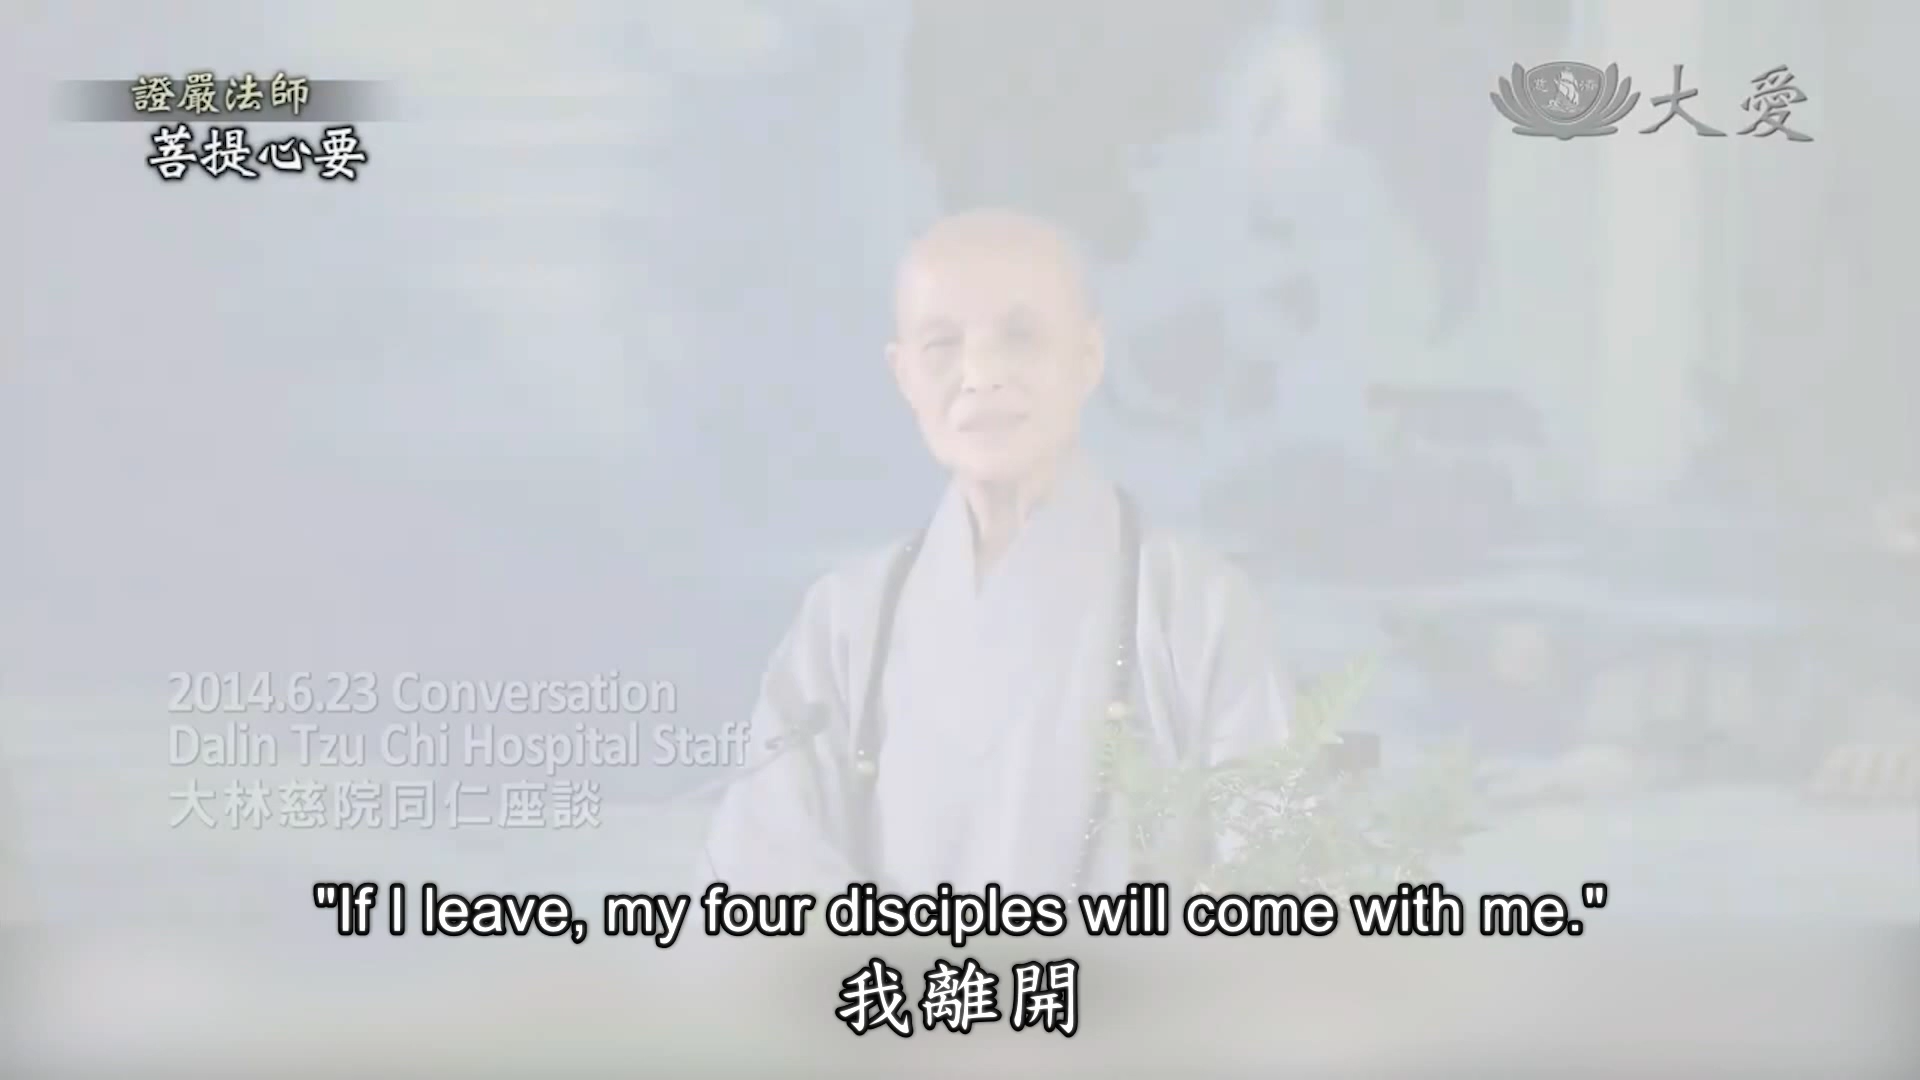 證嚴法師
菩提心要
大愛
2014.6.23 Conversation
Dalin Tzu Chi Hospital Staff
大林慈院同仁座談
"If I leave, my four disciples will come with me."
我離開